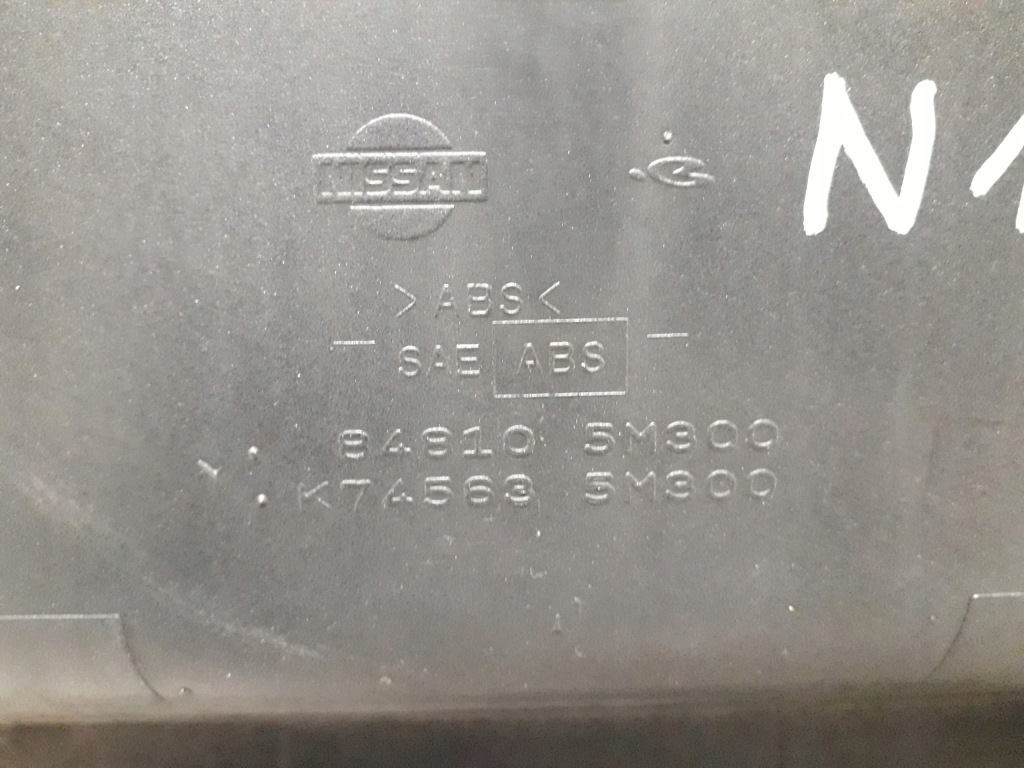 NISSAN
N1
>ABS<
SAE ABS
84810 5M300
K74563 5M300